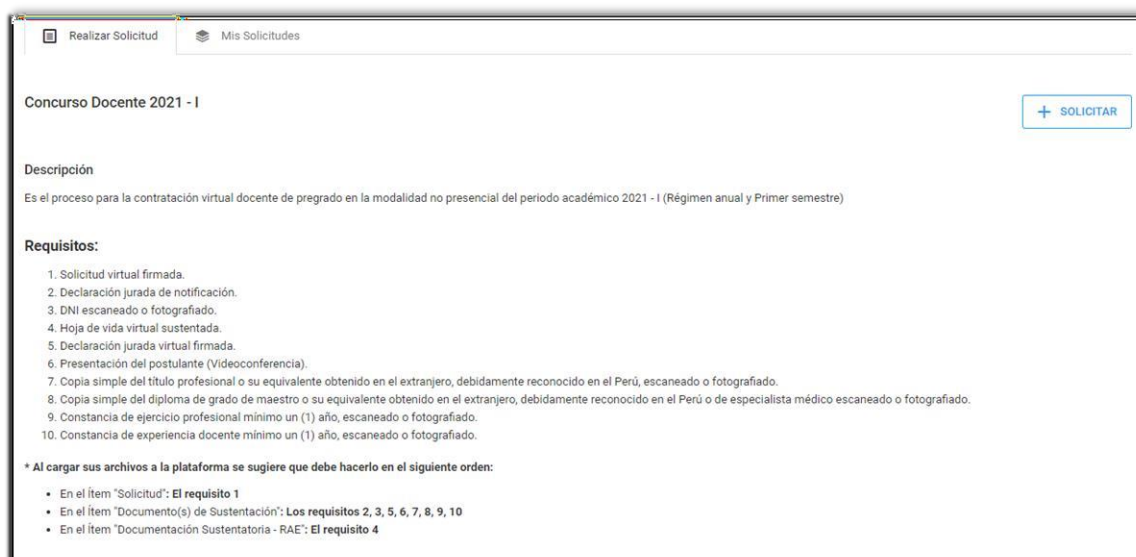 Realizar Solicitud
Mis Solicitudes
Concurso Docente 2021 - I
+ SOLICITAR
Descripción
Es el proceso para la contratación virtual docente de pregrado en la modalidad no presencial del periodo académico 2021 - I (Régimen anual y Primer semestre)
Requisitos:
1. Solicitud virtual firmada.
2. Declaración jurada de notificación.
3. DNI escaneado o fotografiado.
4. Hoja de vida virtual sustentada.
5. Declaración jurada virtual firmada.
6. Presentación del postulante (Videoconferencia).
7. Copia simple del título profesional o su equivalente obtenido en el extranjero, debidamente reconocido en el Perú, escaneado o fotografiado.
8. Copia simple del diploma de grado de maestro o su equivalente obtenido en el extranjero, debidamente reconocido en el Perú o de especialista médico escaneado o fotografiado.
9. Constancia de ejercicio profesional mínimo un (1) año, escaneado o fotografiado.
10. Constancia de experiencia docente mínimo un (1) año, escaneado o fotografiado.
* Al cargar sus archivos a la plataforma se sugiere que debe hacerlo en el siguiente orden:
• En el Ítem "Solicitud": El requisito 1
• En el Ítem "Documento(s) de Sustentación": Los requisitos 2, 3, 5, 6, 7, 8, 9, 10
• En el Ítem "Documentación Sustentatoria - RAE": El requisito 4